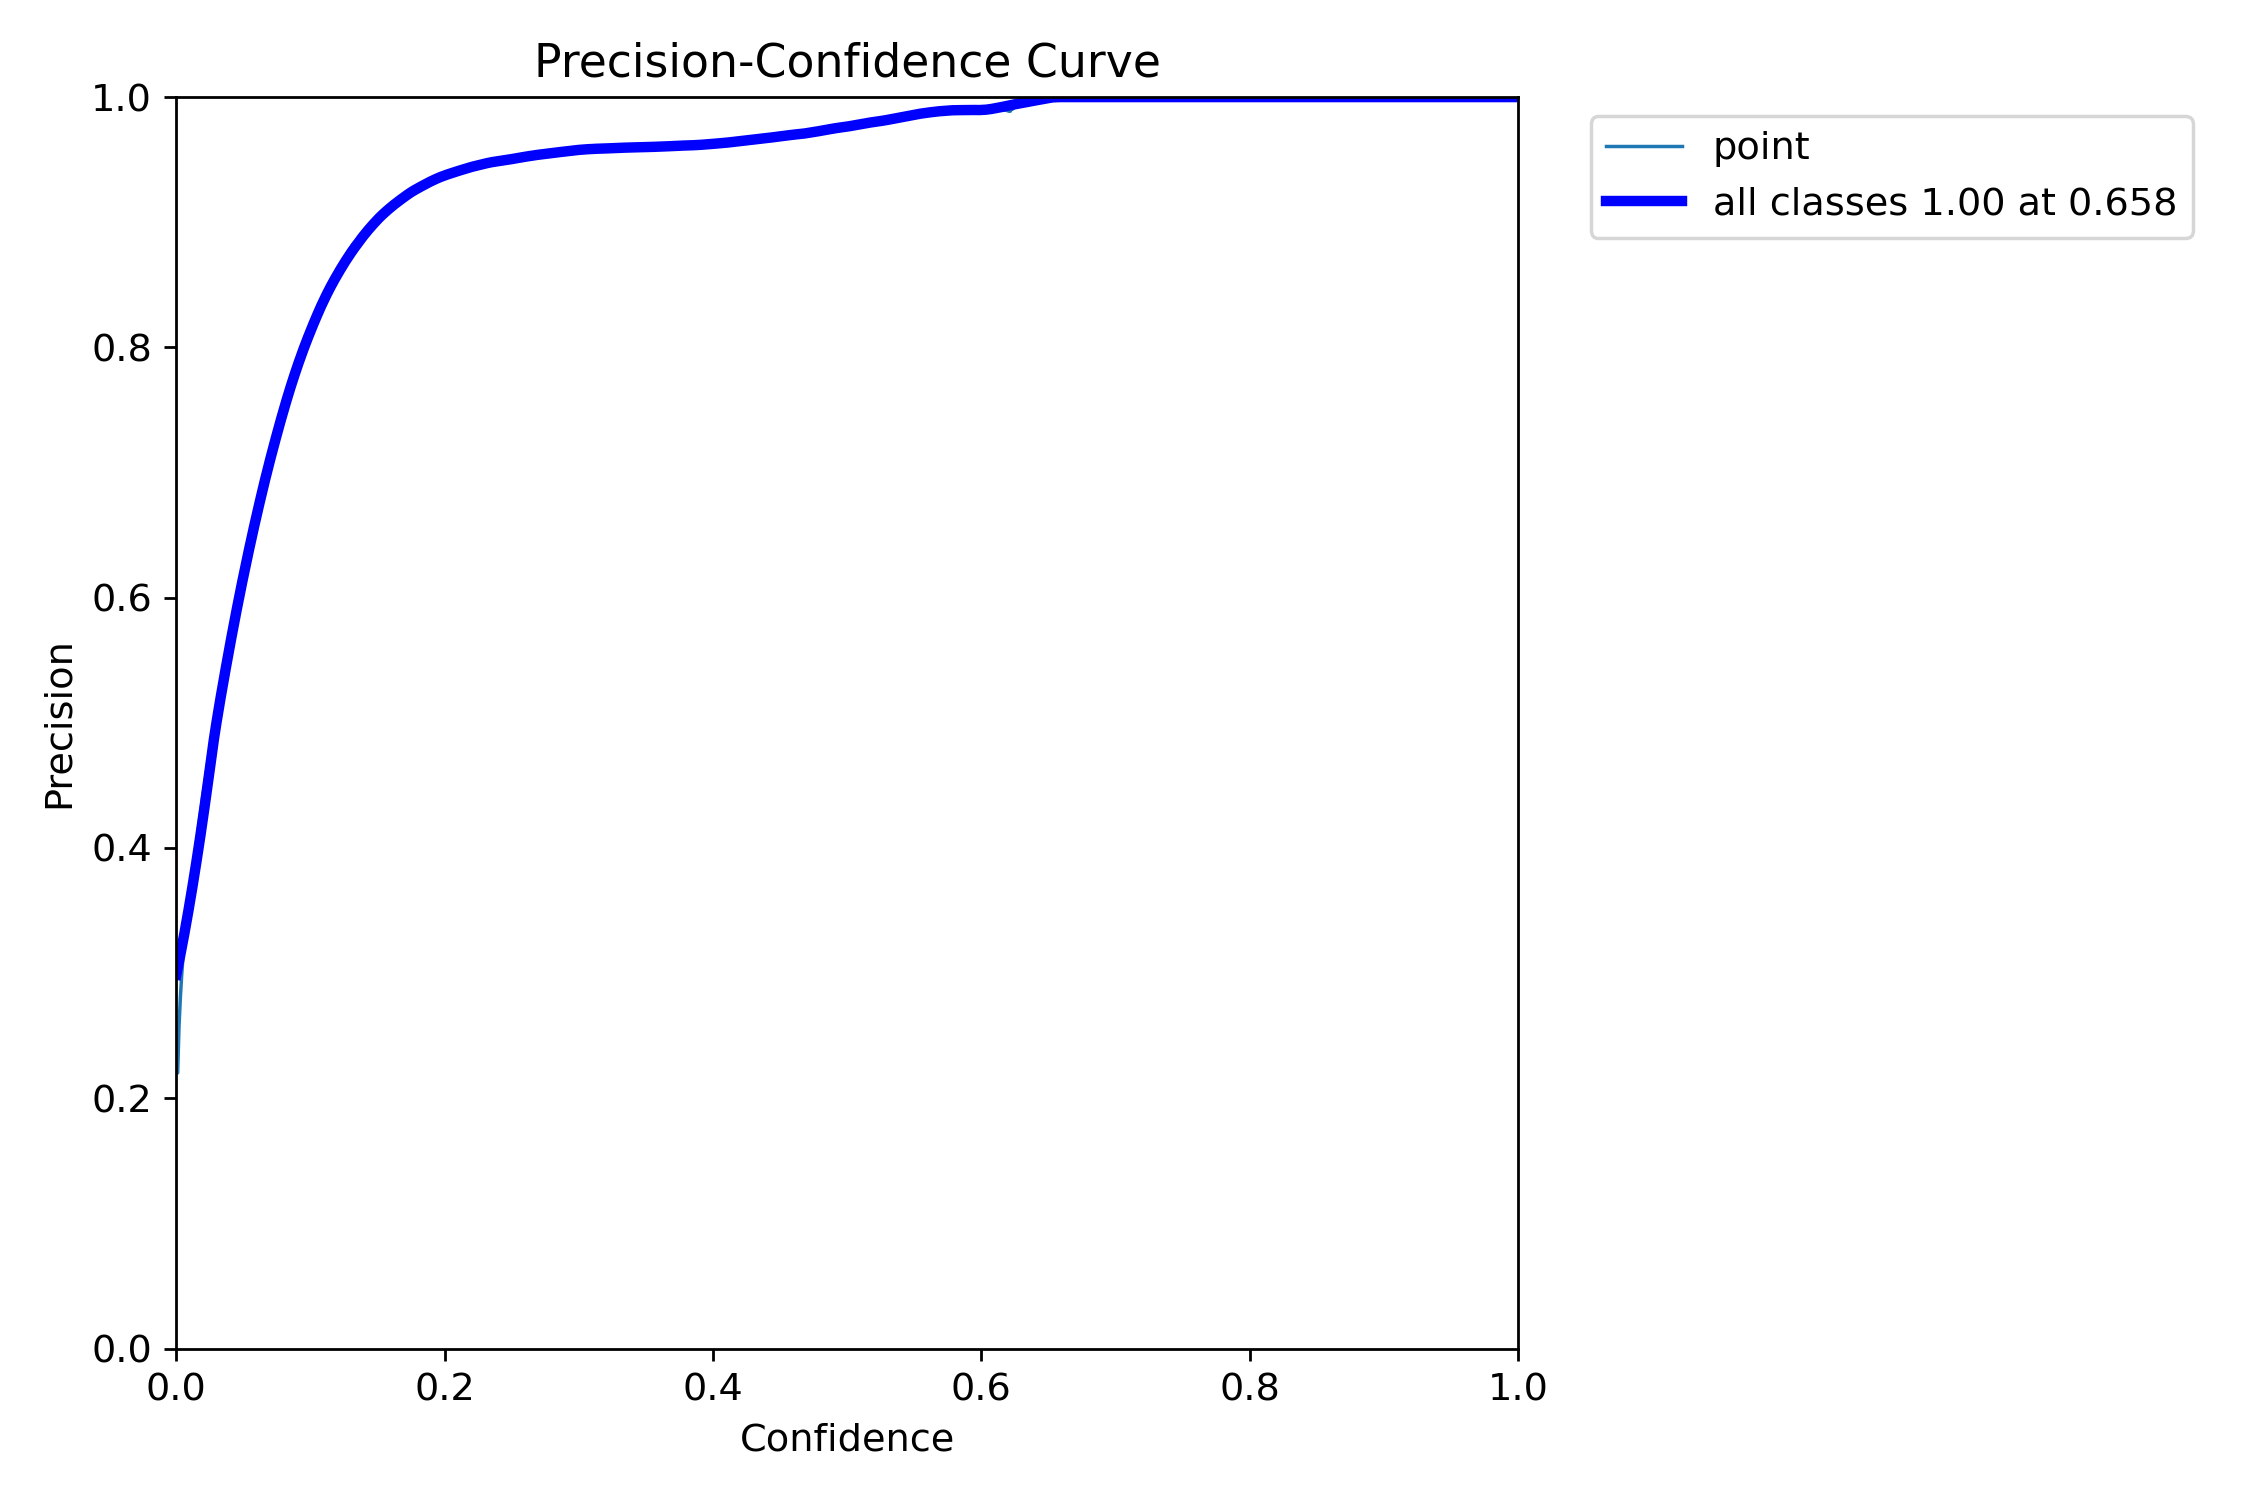 Precision-Confidence Curve
1.0
0.8
0.6
0.4
0.2
0.0
Precision
0.0 0.2 0.4 0.6 0.8 1.0
Confidence
point
all classes 1.00 at 0.658